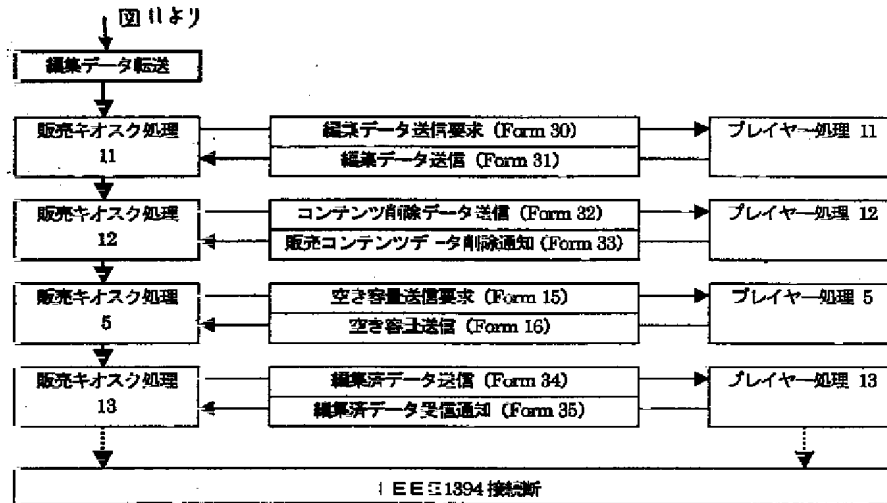 図11より
編集データ転送
販売キオスク処理
11
編集データ送信要求 (Form 30)
編集データ送信 (Form 31)
プレイヤー処理 11
販売キオスク処理
12
コンテンツ削除データ送信 (Form 32)
販売コンテンツデータ削除通知 (Form 33)
プレイヤー処理 12
販売キオスク処理
5
空き容量送信要求 (Form 15)
空き容量送信 (Form 16)
プレイヤー処理 5
販売キオスク処理
13
編集済データ送信 (Form 34)
編集済データ受信通知 (Form 35)
プレイヤー処理 13
IEEE1394 接続断